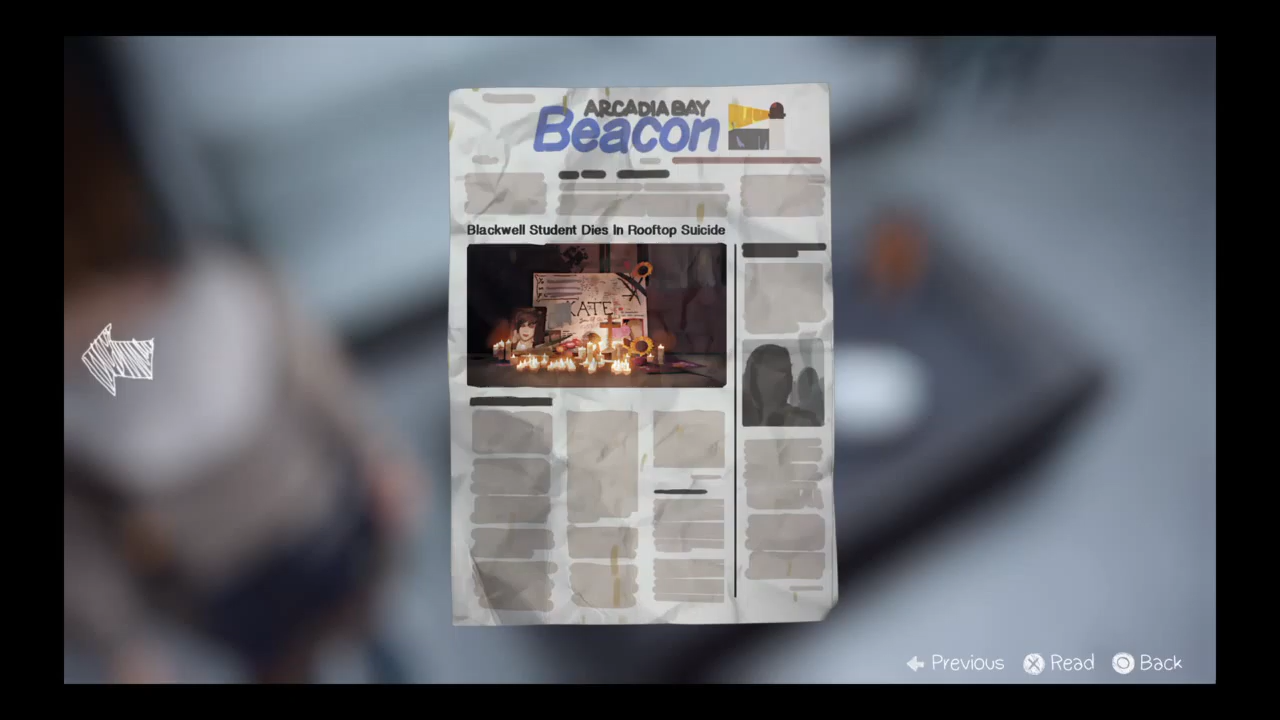 ARCADIA BAY
Beacon
Blackwell Student Dies In Rooftop Suicide
KATE
Previous Read Back